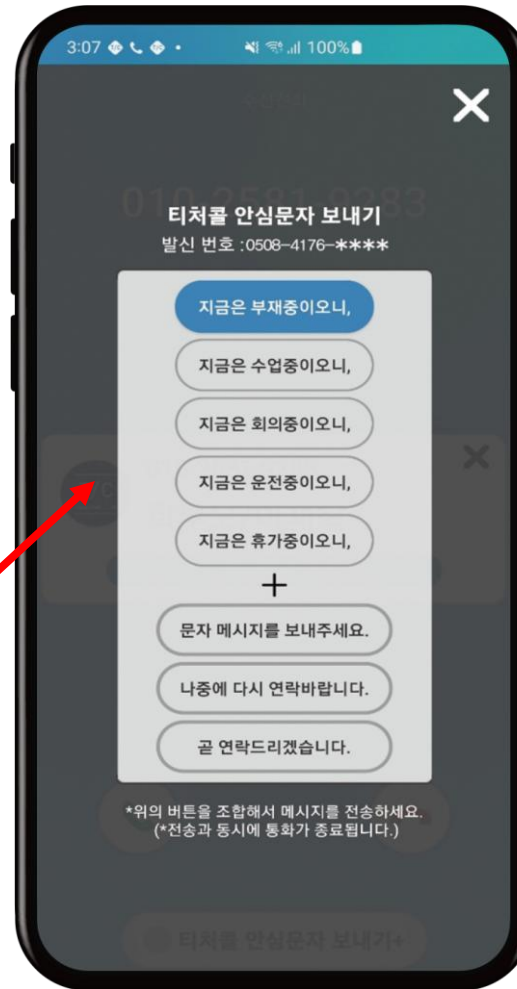 3:07
100%
티처콜 안심문자 보내기
발신 번호 :0508-4176-****
지금은 부재중이오니,
지금은 수업중이오니,
지금은 회의중이오니,
지금은 운전중이오니,
지금은 휴가중이오니,
+
문자 메시지를 보내주세요.
나중에 다시 연락바랍니다.
곧 연락드리겠습니다.
*위의 버튼을 조합해서 메시지를 전송하세요.
(*전송과 동시에 통화가 종료됩니다.)
티처콜 안심문자 보내기+